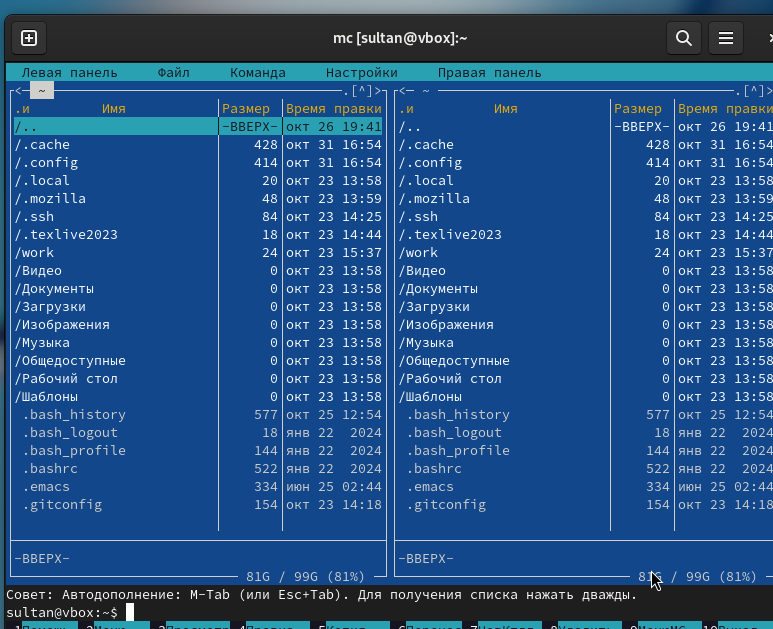 mc [sultan@vbox]:~
Левая панель Файл Команда Настройки Правая панель
<— ~ .[^]> <— ~ .[^]>
.и Имя Размер Время правки .и Имя Размер Время правки
/.. -ВВЕРХ- окт 26 19:41 /.. -ВВЕРХ- окт 26 19:41
/.cache 428 окт 31 16:54 /.cache 428 окт 31 16:54
/.config 414 окт 31 16:54 /.config 414 окт 31 16:54
/.local 20 окт 23 13:58 /.local 20 окт 23 13:58
/.mozilla 48 окт 23 13:59 /.mozilla 48 окт 23 13:59
/.ssh 84 окт 23 14:25 /.ssh 84 окт 23 14:25
/.texlive2023 18 окт 23 14:44 /.texlive2023 18 окт 23 14:44
/work 24 окт 23 15:37 /work 24 окт 23 15:37
/Видео 0 окт 23 13:58 /Видео 0 окт 23 13:58
/Документы 0 окт 23 13:58 /Документы 0 окт 23 13:58
/Загрузки 0 окт 23 13:58 /Загрузки 0 окт 23 13:58
/Изображения 0 окт 23 13:58 /Изображения 0 окт 23 13:58
/Музыка 0 окт 23 13:58 /Музыка 0 окт 23 13:58
/Общедоступные 0 окт 23 13:58 /Общедоступные 0 окт 23 13:58
/Рабочий стол 0 окт 23 13:58 /Рабочий стол 0 окт 23 13:58
/Шаблоны 0 окт 23 13:58 /Шаблоны 0 окт 23 13:58
.bash_history 577 окт 25 12:54 .bash_history 577 окт 25 12:54
.bash_logout 18 янв 22 2024 .bash_logout 18 янв 22 2024
.bash_profile 144 янв 22 2024 .bash_profile 144 янв 22 2024
.bashrc 522 янв 22 2024 .bashrc 522 янв 22 2024
.emacs 334 июн 25 02:44 .emacs 334 июн 25 02:44
.gitconfig 154 окт 23 14:18 .gitconfig 154 окт 23 14:18
-ВВЕРХ- -ВВЕРХ-
81G / 99G (81%) 81G / 99G (81%)
Совет: Автодополнение: M-Tab (или Esc+Tab). Для получения списка нажать дважды.
sultan@vbox:~$